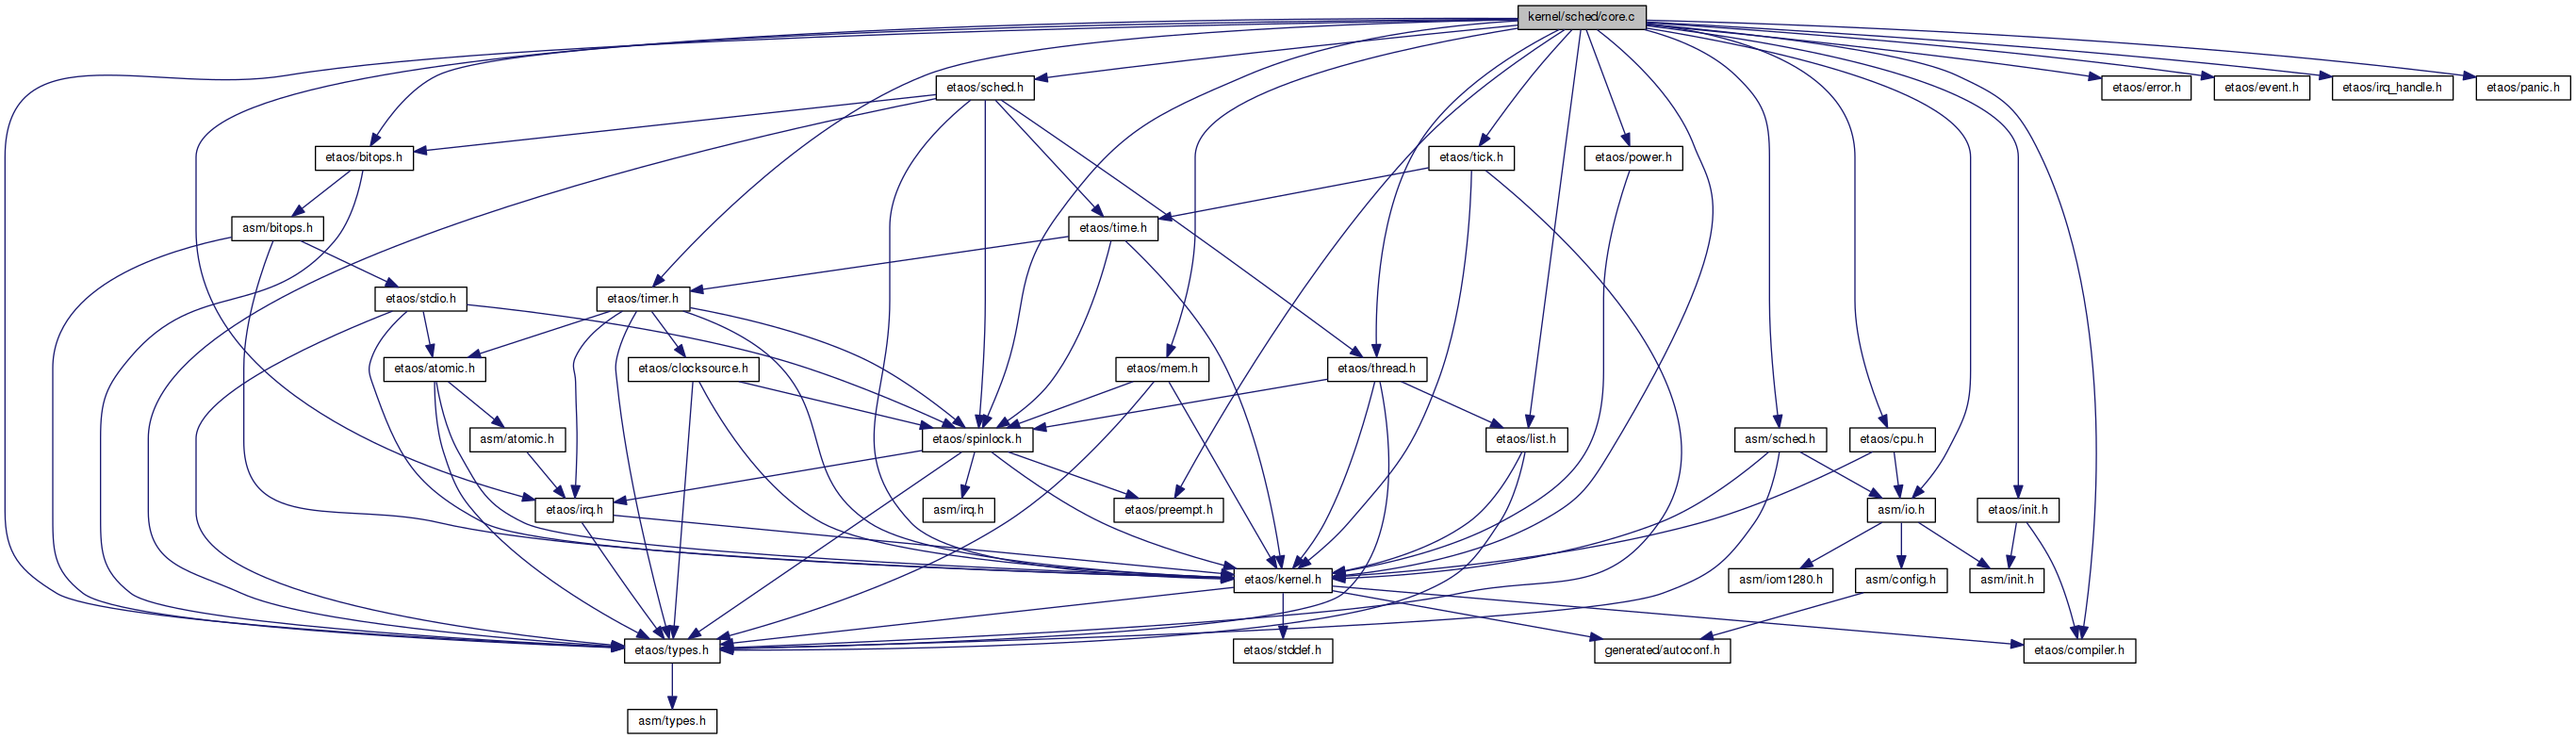 kernel/sched/core.c
etaos/sched.h
etaos/error.h
etaos/event.h
etaos/irq_handle.h
etaos/panic.h
etaos/bitops.h
etaos/tick.h
etaos/power.h
asm/bitops.h
etaos/time.h
etaos/stdio.h
etaos/timer.h
etaos/atomic.h
etaos/clocksource.h
etaos/mem.h
etaos/thread.h
asm/atomic.h
etaos/spinlock.h
etaos/list.h
asm/sched.h
etaos/cpu.h
etaos/irq.h
asm/irq.h
etaos/preempt.h
asm/io.h
etaos/init.h
etaos/kernel.h
asm/iom1280.h
asm/config.h
asm/init.h
etaos/types.h
etaos/stddef.h
generated/autoconf.h
etaos/compiler.h
asm/types.h